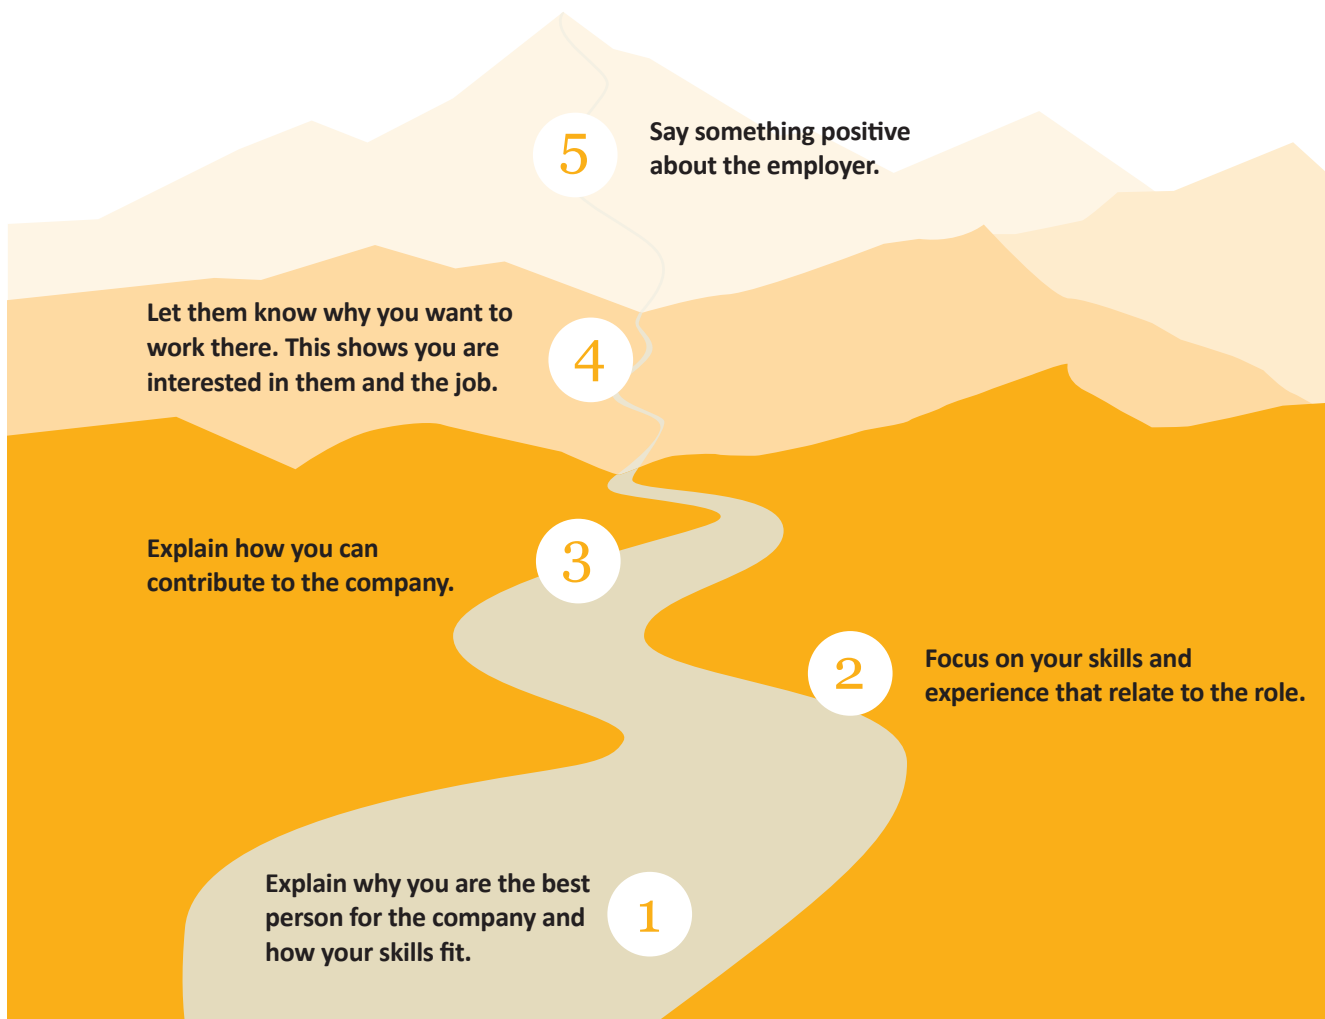 5
Say something positive
about the employer.
Let them know why you want to
work there. This shows you are
interested in them and the job.
4
Explain how you can
contribute to the company.
3
2
Focus on your skills and
experience that relate to the role.
Explain why you are the best
person for the company and
how your skills fit.
1